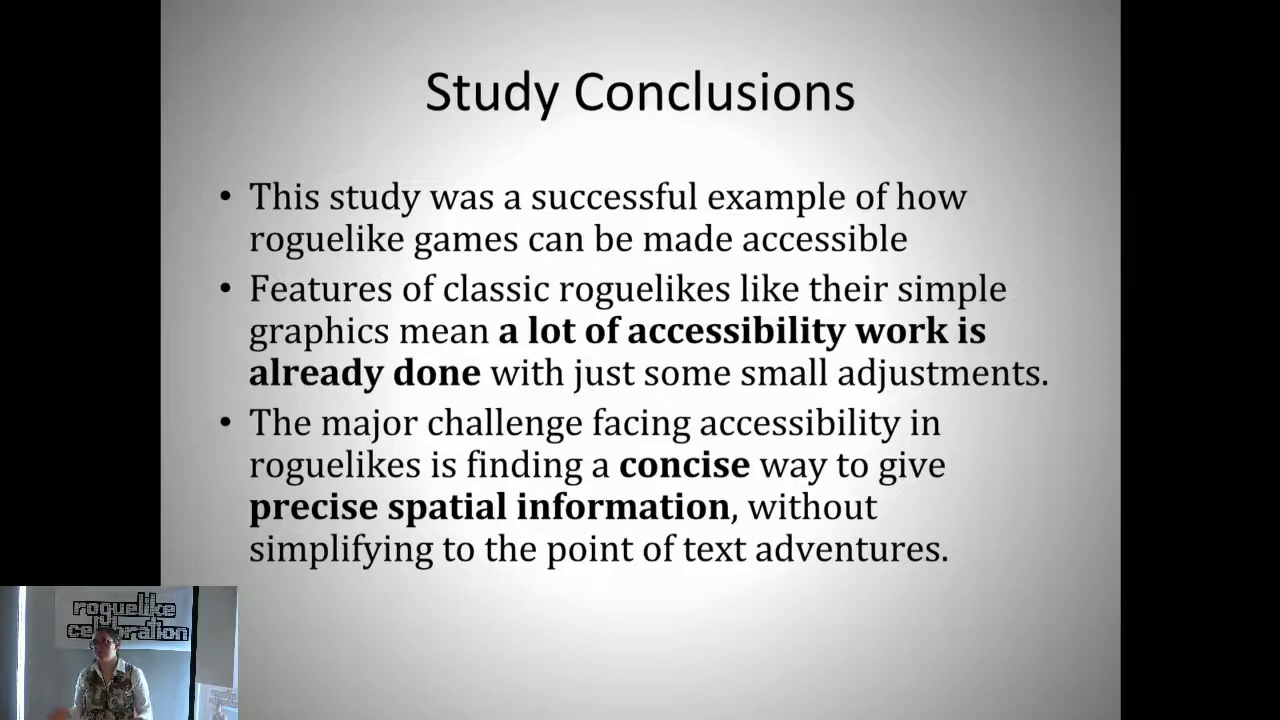 Study Conclusions
• This study was a successful example of how
roguelike games can be made accessible
• Features of classic roguelikes like their simple
graphics mean a lot of accessibility work is
already done with just some small adjustments.
• The major challenge facing accessibility in
roguelikes is finding a concise way to give
precise spatial information, without
simplifying to the point of text adventures.
roguelike
celebration